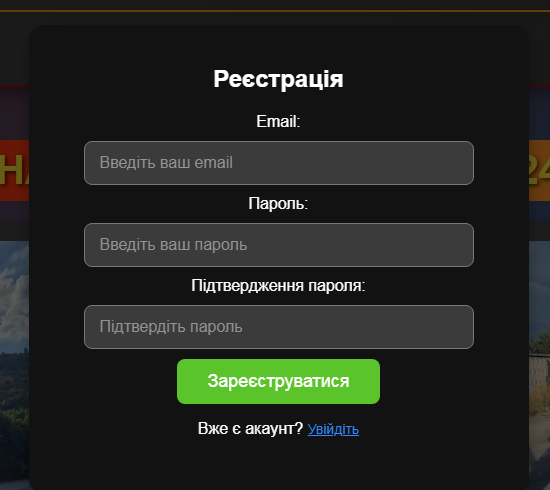 Реєстрація
Email:
Введіть ваш email
Пароль:
Введіть ваш пароль
Підтвердження пароля:
Підтвердіть пароль
Зареєструватися
Вже є акаунт? Увійдіть